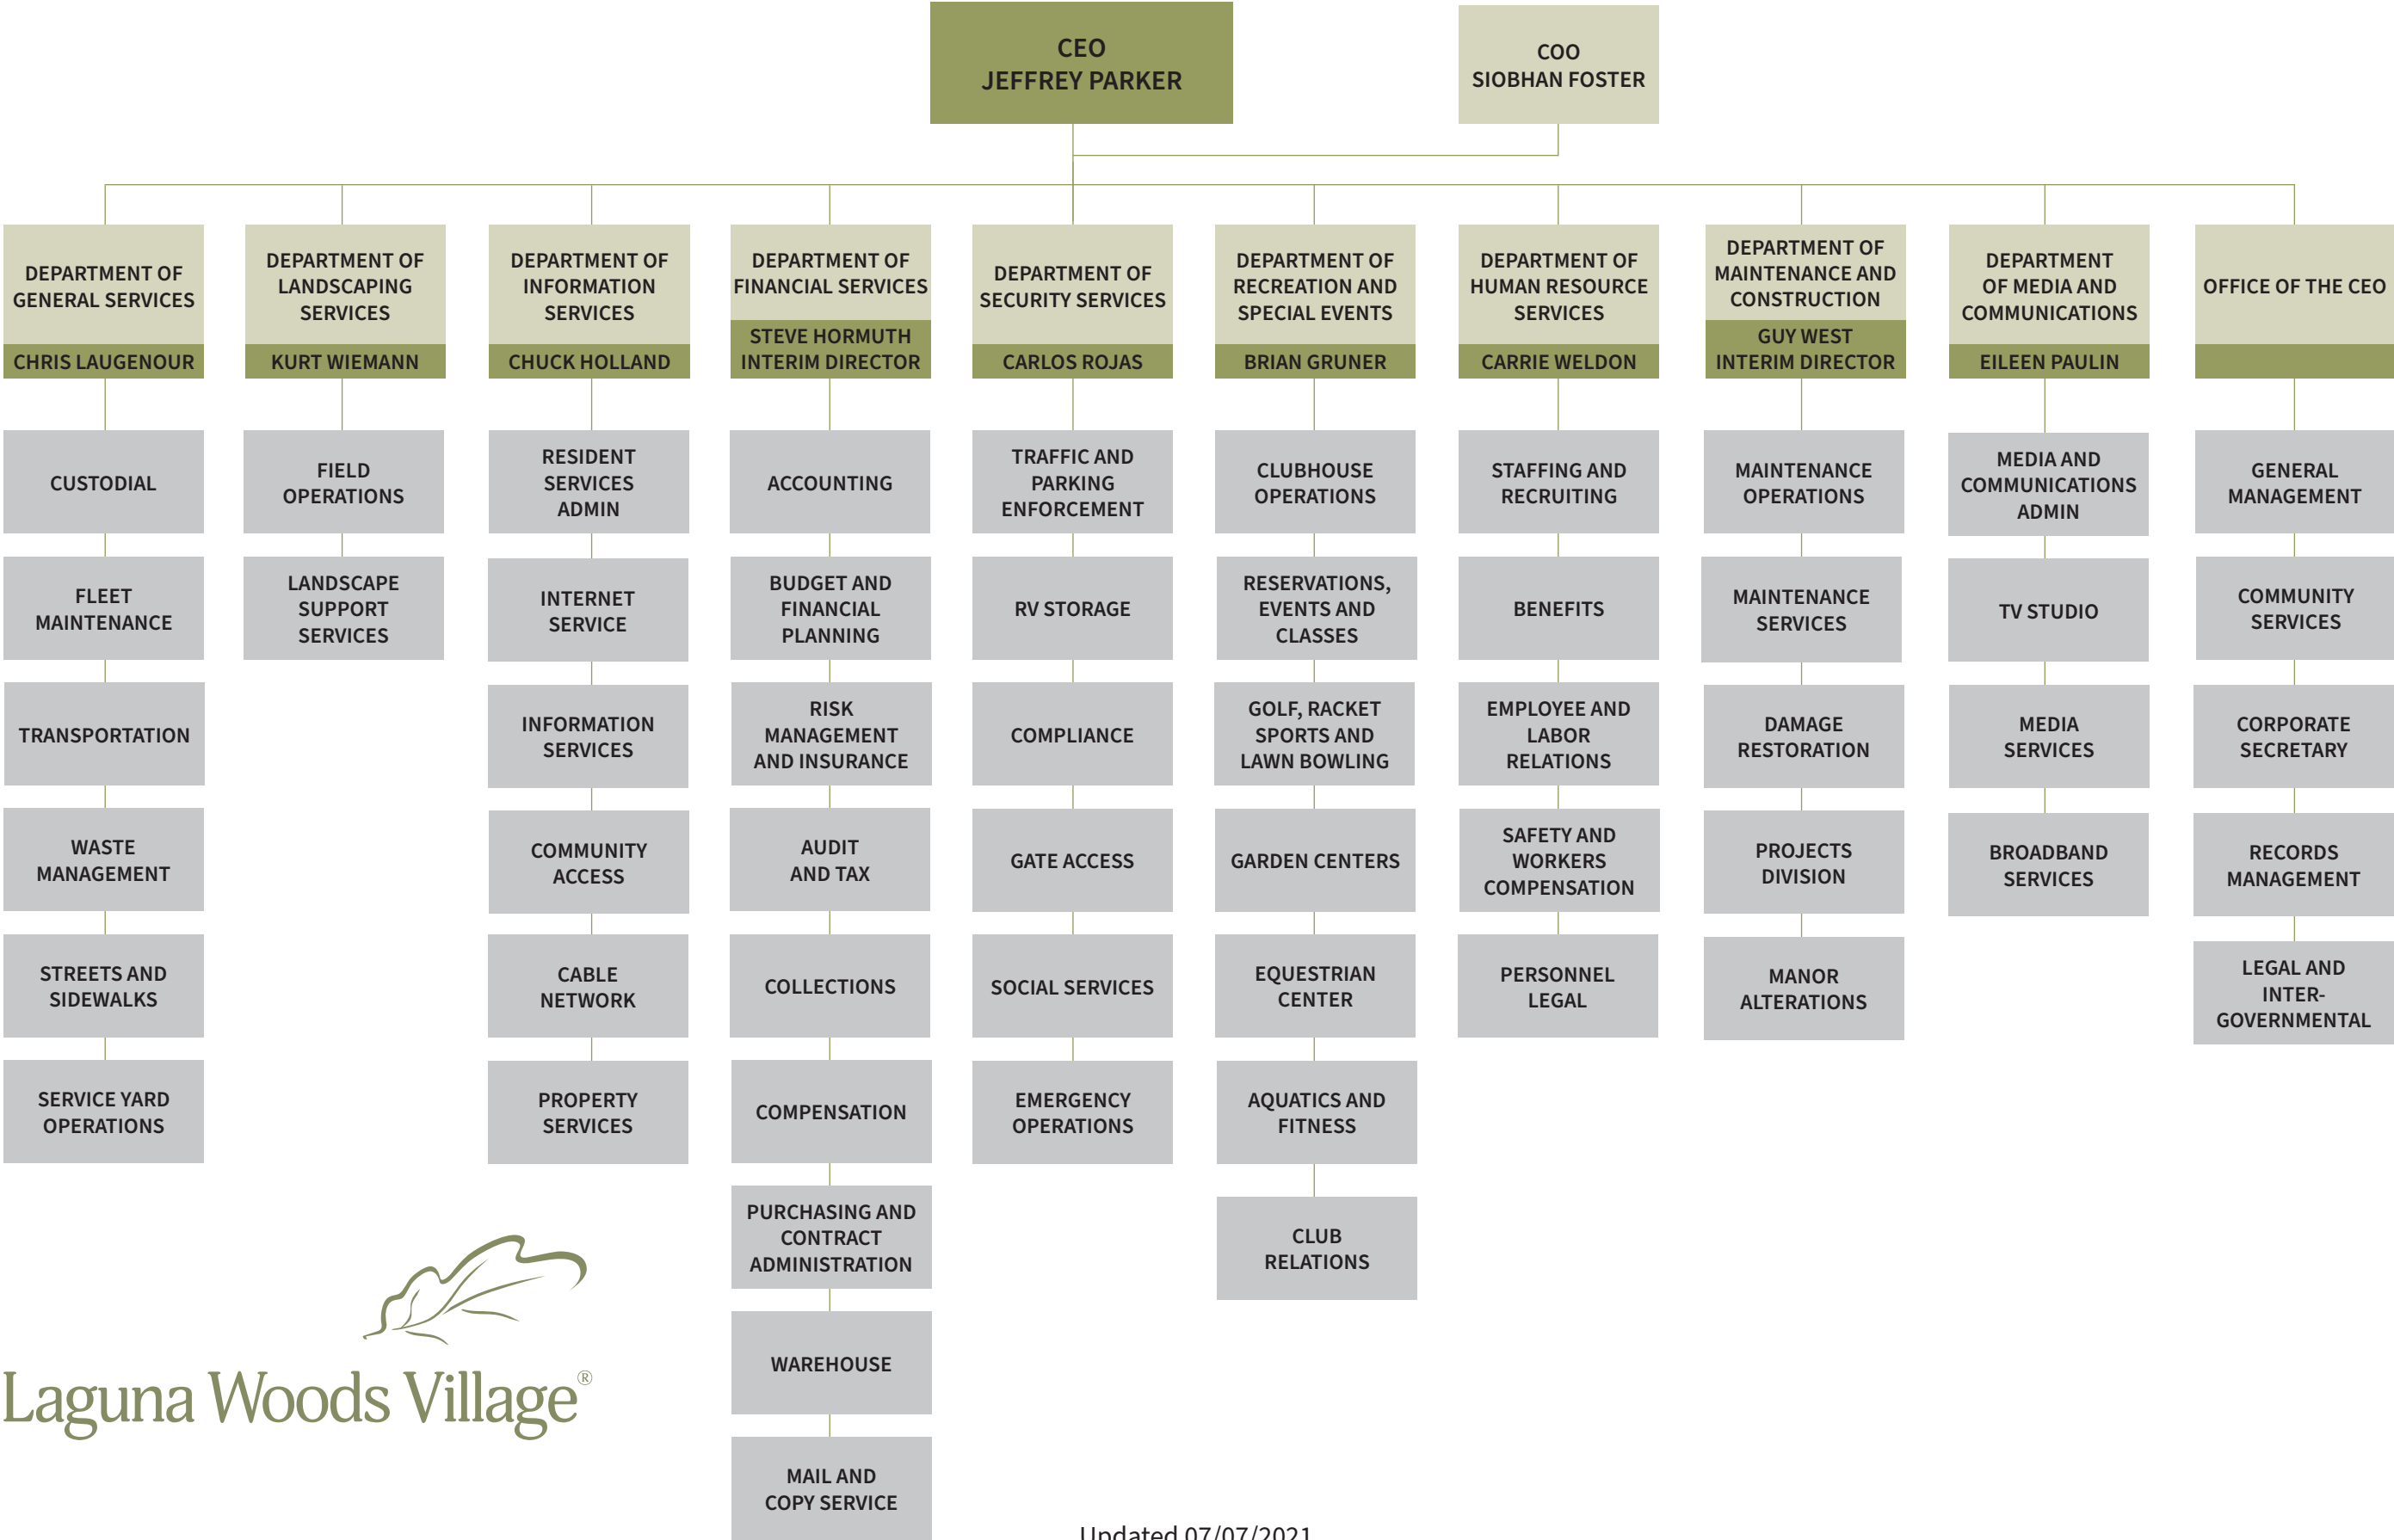 CEO
JEFFREY PARKER
COO
SIOBHAN FOSTER
DEPARTMENT OF
GENERAL SERVICES
CHRIS LAUGENOUR
CUSTODIAL
FLEET
MAINTENANCE
TRANSPORTATION
WASTE
MANAGEMENT
STREETS AND
SIDEWALKS
SERVICE YARD
OPERATIONS
DEPARTMENT OF
LANDSCAPING
SERVICES
KURT WIEMANN
FIELD
OPERATIONS
LANDSCAPE
SUPPORT
SERVICES
DEPARTMENT OF
INFORMATION
SERVICES
CHUCK HOLLAND
RESIDENT
SERVICES
ADMIN
INTERNET
SERVICE
INFORMATION
SERVICES
COMMUNITY
ACCESS
CABLE
NETWORK
PROPERTY
SERVICES
DEPARTMENT OF
FINANCIAL SERVICES
STEVE HORMUTH
INTERIM DIRECTOR
ACCOUNTING
BUDGET AND
FINANCIAL
PLANNING
RISK
MANAGEMENT
AND INSURANCE
AUDIT
AND TAX
COLLECTIONS
COMPENSATION
PURCHASING AND
CONTRACT
ADMINISTRATION
WAREHOUSE
MAIL AND
COPY SERVICE
DEPARTMENT OF
SECURITY SERVICES
CARLOS ROJAS
TRAFFIC AND
PARKING
ENFORCEMENT
RV STORAGE
COMPLIANCE
GATE ACCESS
SOCIAL SERVICES
EMERGENCY
OPERATIONS
DEPARTMENT OF
RECREATION AND
SPECIAL EVENTS
BRIAN GRUNER
CLUBHOUSE
OPERATIONS
RESERVATIONS,
EVENTS AND
CLASSES
GOLF, RACKET
SPORTS AND
LAWN BOWLING
GARDEN CENTERS
EQUESTRIAN
CENTER
AQUATICS AND
FITNESS
CLUB
RELATIONS
DEPARTMENT OF
HUMAN RESOURCE
SERVICES
CARRIE WELDON
STAFFING AND
RECRUITING
BENEFITS
EMPLOYEE AND
LABOR
RELATIONS
SAFETY AND
WORKERS
COMPENSATION
PERSONNEL
LEGAL
DEPARTMENT OF
MAINTENANCE AND
CONSTRUCTION
GUY WEST
INTERIM DIRECTOR
MAINTENANCE
OPERATIONS
MAINTENANCE
SERVICES
DAMAGE
RESTORATION
PROJECTS
DIVISION
MANOR
ALTERATIONS
DEPARTMENT
OF MEDIA AND
COMMUNICATIONS
EILEEN PAULIN
MEDIA AND
COMMUNICATIONS
ADMIN
TV STUDIO
MEDIA
SERVICES
BROADBAND
SERVICES
OFFICE OF THE CEO
GENERAL
MANAGEMENT
COMMUNITY
SERVICES
CORPORATE
SECRETARY
RECORDS
MANAGEMENT
LEGAL AND
INTER-
GOVERNMENTAL
Laguna Woods Village®
Updated 07/07/2021